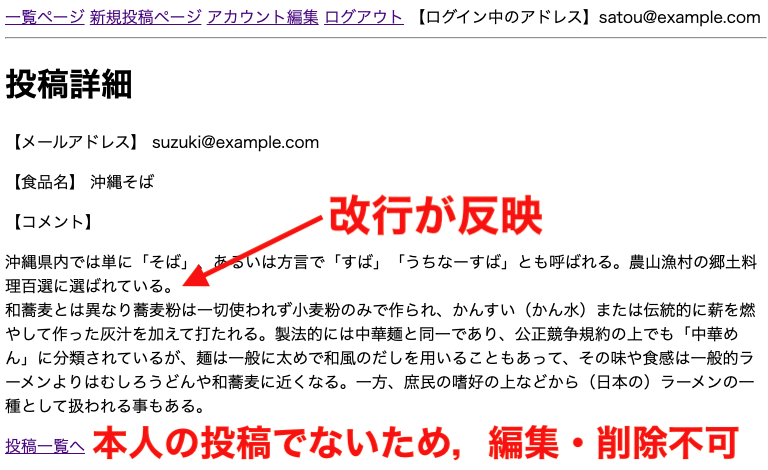 一覧ページ 新規投稿ページ アカウント編集 ログアウト 【ログイン中のアドレス】satou@example.com
投稿詳細
【メールアドレス】 suzuki@example.com
【食品名】 沖縄そば
改行が反映
【コメント】
沖縄県内では単に「そば」、あるいは方言で「すば」「うちなーすば」とも呼ばれる。農山漁村の郷土料
理百選に選ばれている。
和蕎麦とは異なり蕎麦粉は一切使われず小麦粉のみで作られ、かんすい（かん水）または伝統的に薪を燃
やして作った灰汁を加えて打たれる。製法的には中華麺と同一であり、公正競争規約の上でも「中華め
ん」に分類されているが、麺は一般に太めで和風のだしを用いることもあって、その味や食感は一般的ラ
ーメンよりはむしろうどんや和蕎麦に近くなる。一方、庶民の嗜好の上などから（日本の）ラーメンの一
種として扱われる事もある。
投稿一覧へ 本人の投稿でないため，編集・削除不可